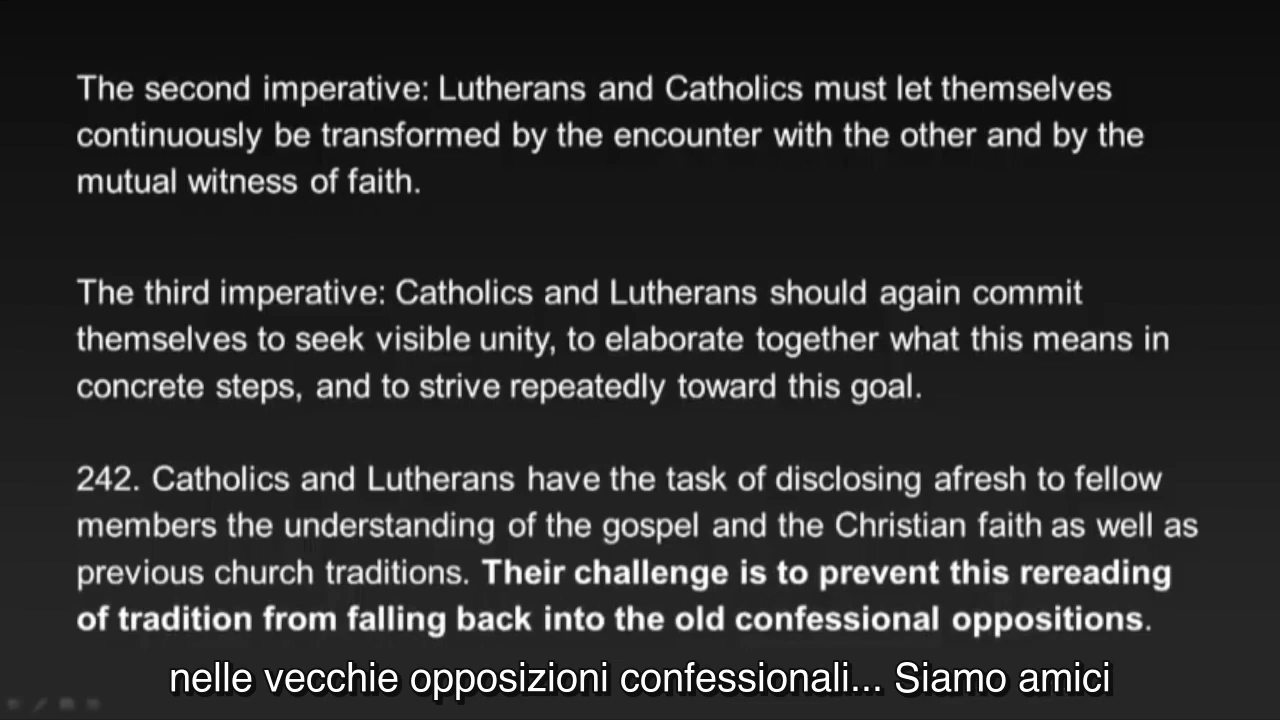 The second imperative: Lutherans and Catholics must let themselves
continuously be transformed by the encounter with the other and by the
mutual witness of faith.
The third imperative: Catholics and Lutherans should again commit
themselves to seek visible unity, to elaborate together what this means in
concrete steps, and to strive repeatedly toward this goal.
242. Catholics and Lutherans have the task of disclosing afresh to fellow
members the understanding of the gospel and the Christian faith as well as
previous church traditions. Their challenge is to prevent this rereading
of tradition from falling back into the old confessional oppositions.
nelle vecchie opposizioni confessionali... Siamo amici